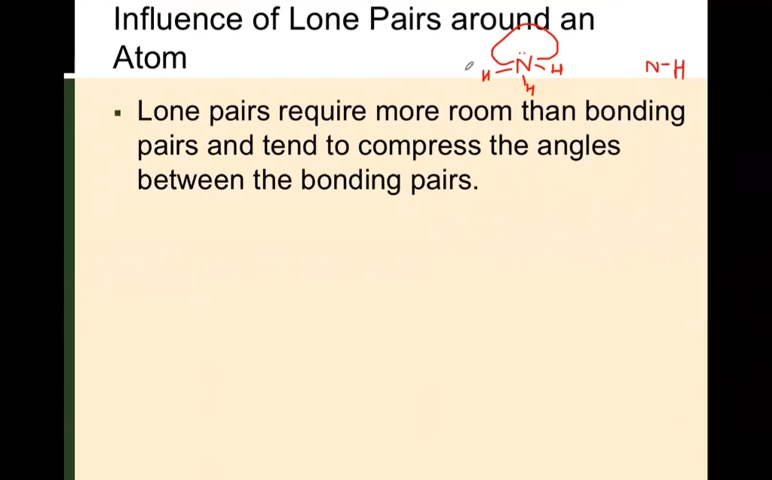 Influence of Lone Pairs around an
Atom
H N H
H
N-H
▪ Lone pairs require more room than bonding
pairs and tend to compress the angles
between the bonding pairs.